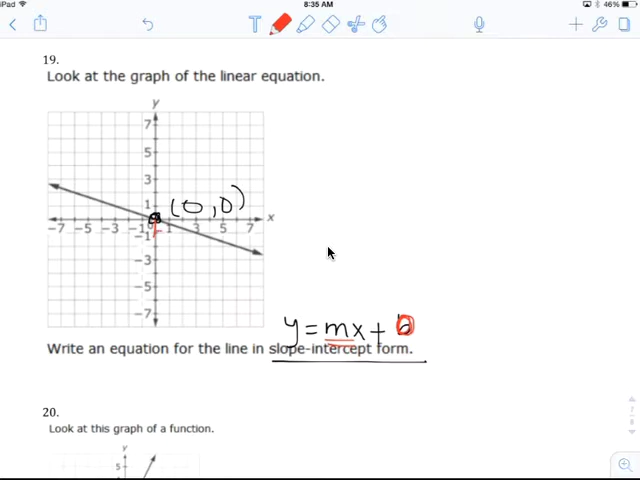 iPad 8:35 AM 46%
T
19.
Look at the graph of the linear equation.
y
7
5
3
1
(0,0)
-7 -5 -3 -1 0 1 3 5 7 x
-1
-3
-5
-7
y = mx + b
Write an equation for the line in slope-intercept form.
20.
Look at this graph of a function.
y
5